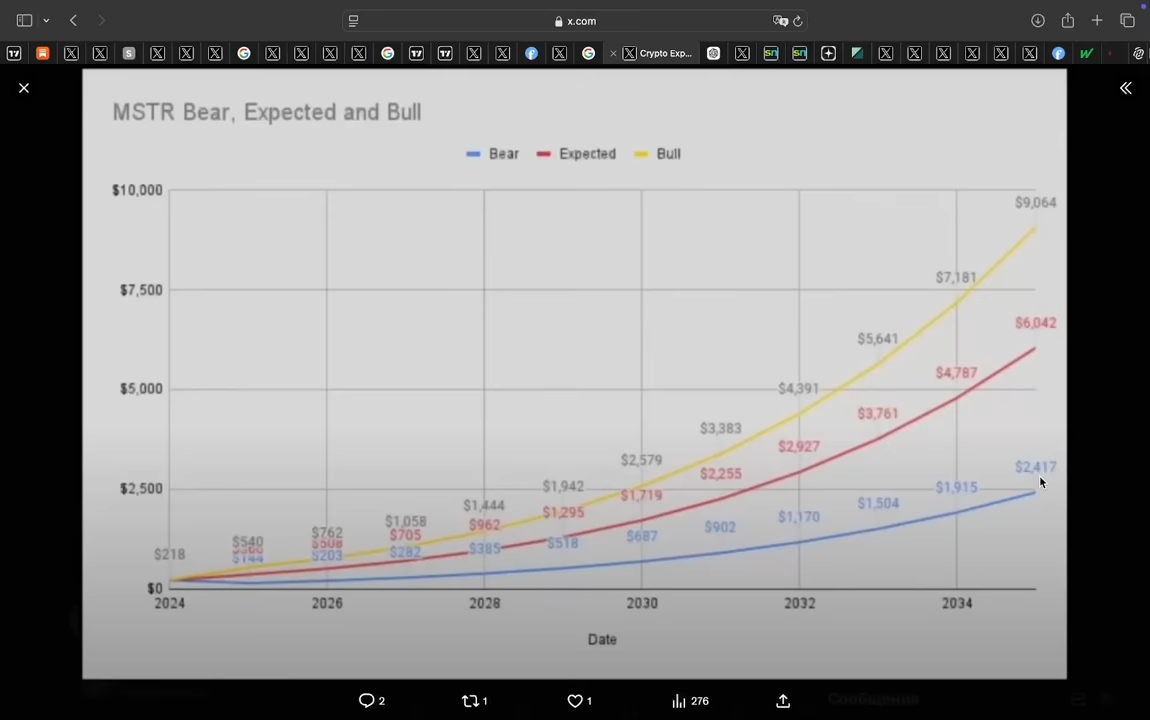 x.com
Crypto Exp...
MSTR Bear, Expected and Bull
Bear Expected Bull
$10,000
$7,500
$5,000
$2,500
$0
$218 $540 $762 $1,058 $1,444 $1,942 $2,579 $3,383 $4,391 $5,641 $7,181 $9,064
$508 $705 $962 $1,295 $1,719 $2,255 $2,927 $3,761 $4,787 $6,042
$144 $203 $282 $385 $518 $687 $902 $1,170 $1,504 $1,915 $2,417
2024 2026 2028 2030 2032 2034
Date
2 1 1 276
Сообщения